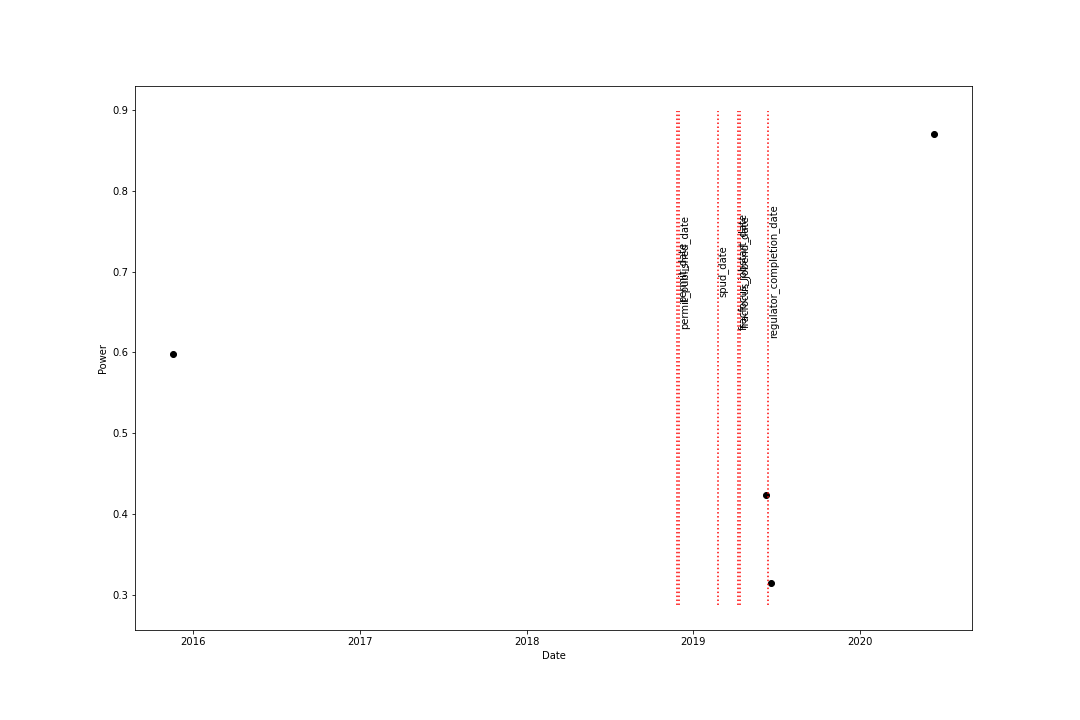 0.9
0.8
0.7
0.6
0.5
0.4
0.3
Power
permit_date
permit_published_date
spud_date
regulator_completion_date
2016
2017
2018
2019
2020
Date